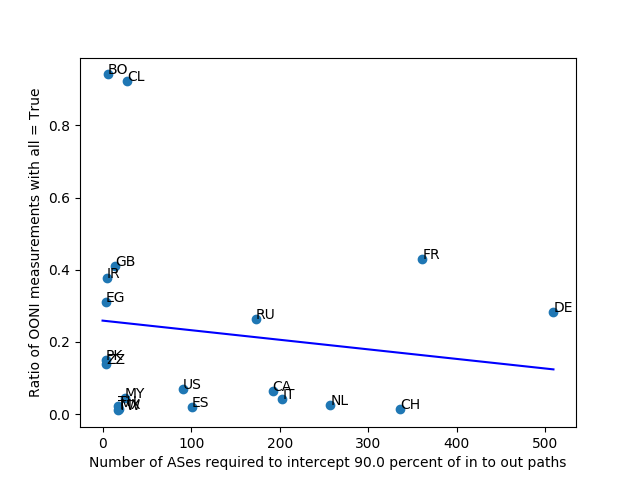 BO
CL
0.8
0.6
0.4
0.2
0.0
Ratio of OONI measurements with all = True
GB
IR
EG
FR
DE
RU
ZZ
US
MY
ES
CA
IT
NL
CH
0
100
200
300
400
500
Number of ASes required to intercept 90.0 percent of in to out paths